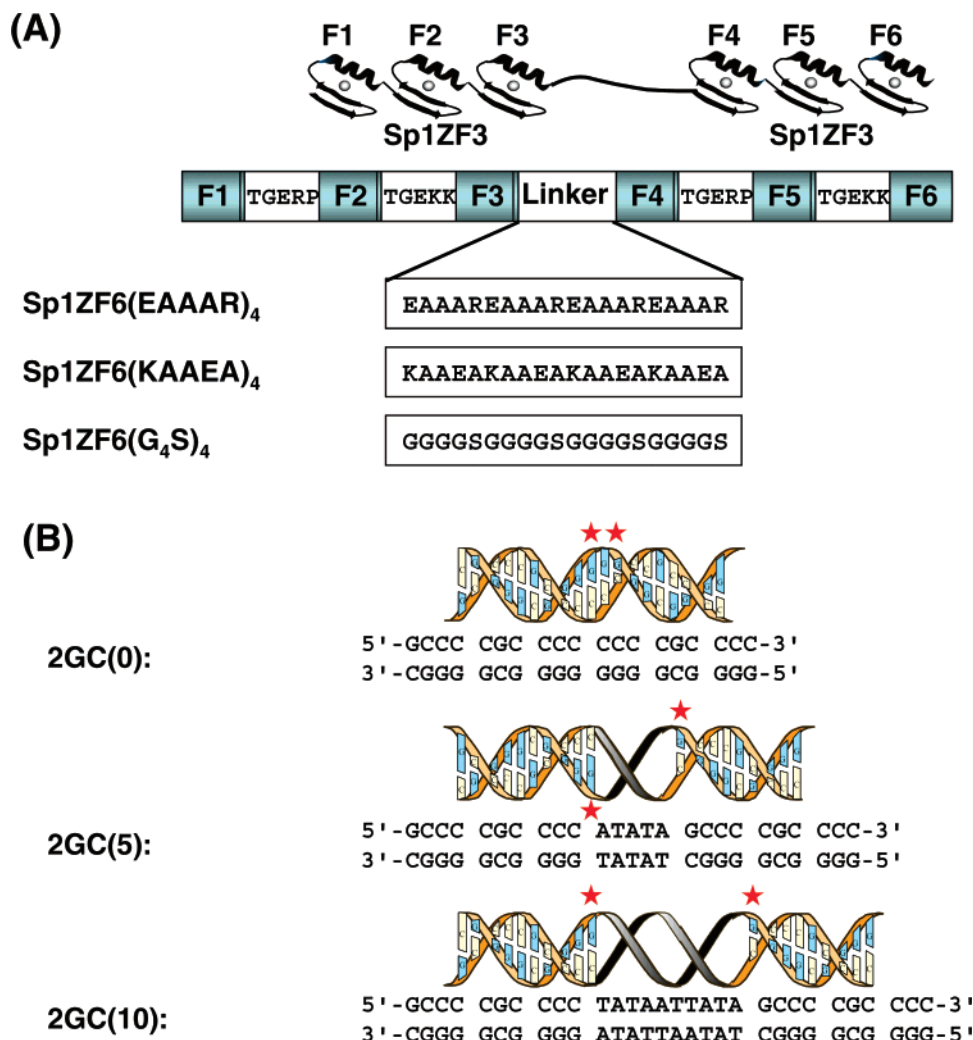 (A)
F1 F2 F3 F4 F5 F6
Sp1ZF3 Sp1ZF3
F1 TGERP F2 TGEKK F3 Linker F4 TGERP F5 TGEKK F6
Sp1ZF6(EAAAR)4 EAAAREAAAREAAAREAAAR
Sp1ZF6(KAAEA)4 KAAEAKAAEAKAAEAKAAEA
Sp1ZF6(G4S)4 GGGGSGGGGSGGGGSGGGGS
(B)
5'-GCCC CGC CCC CCC CGC CCC-3'
2GC(0):
3'-CGGG GCG GGG GGG GCG GGG-5'
5'-GCCC CGC CCC ATATA GCCC CGC CCC-3'
2GC(5):
3'-CGGG GCG GGG TATAT CGGG GCG GGG-5'
5'-GCCC CGC CCC TATAATTATA GCCC CGC CCC-3'
2GC(10):
3'-CGGG GCG GGG ATATTAATAT CGGG GCG GGG-5'